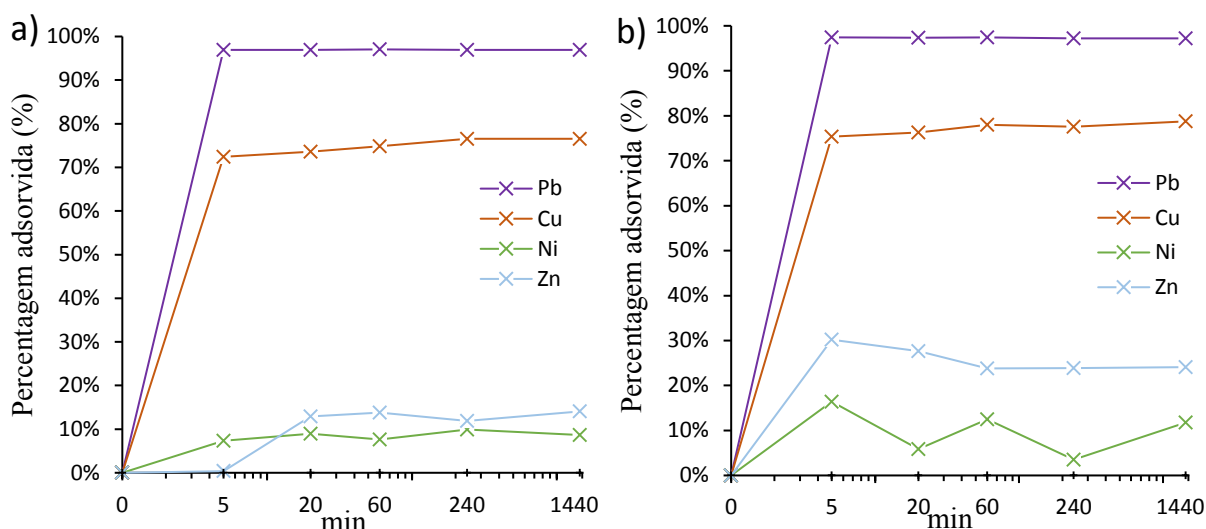 a)
Percentagem adsorvida (%)
100%
90%
80%
70%
60%
50%
40%
30%
20%
10%
0%
Pb
Cu
Ni
Zn
0 5 20 60 240 1440
min
b)
Percentagem adsorvida (%)
100%
90%
80%
70%
60%
50%
40%
30%
20%
10%
0%
Pb
Cu
Ni
Zn
0 5 20 60 240 1440
min